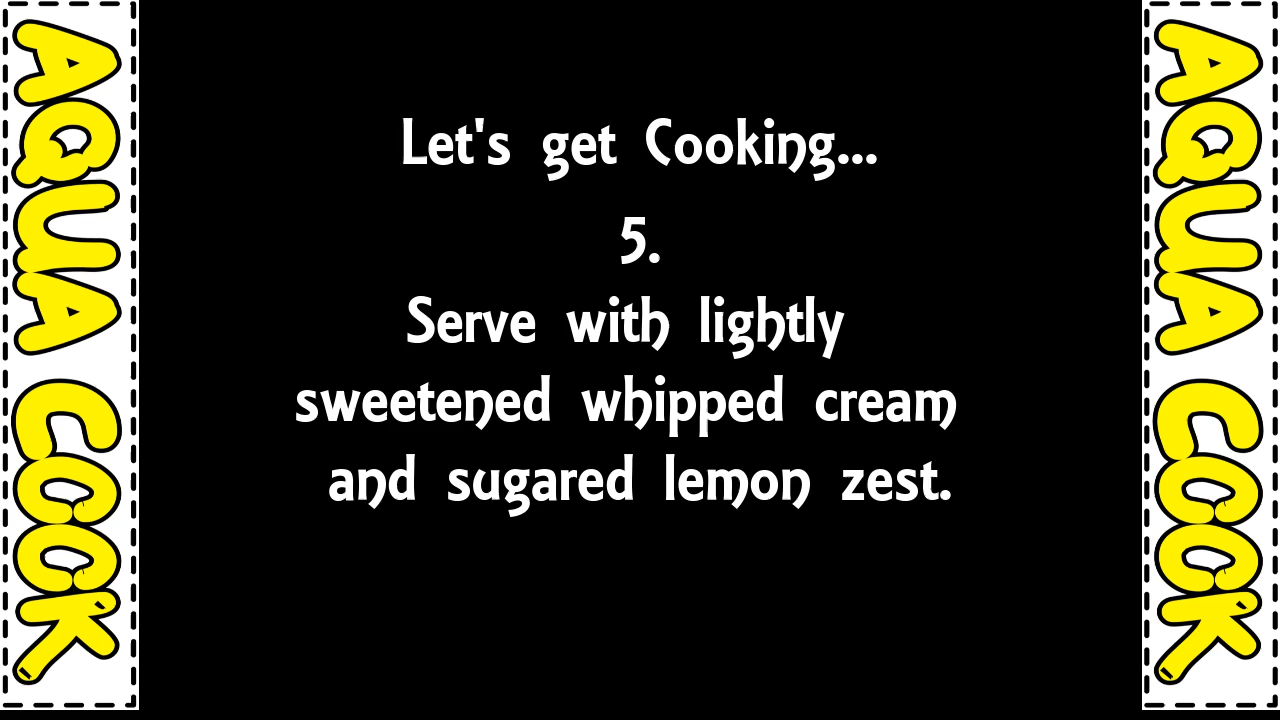 AQUA COOK
Let's get Cooking...
5.
Serve with lightly
sweetened whipped cream
and sugared lemon zest.
AQUA COOK